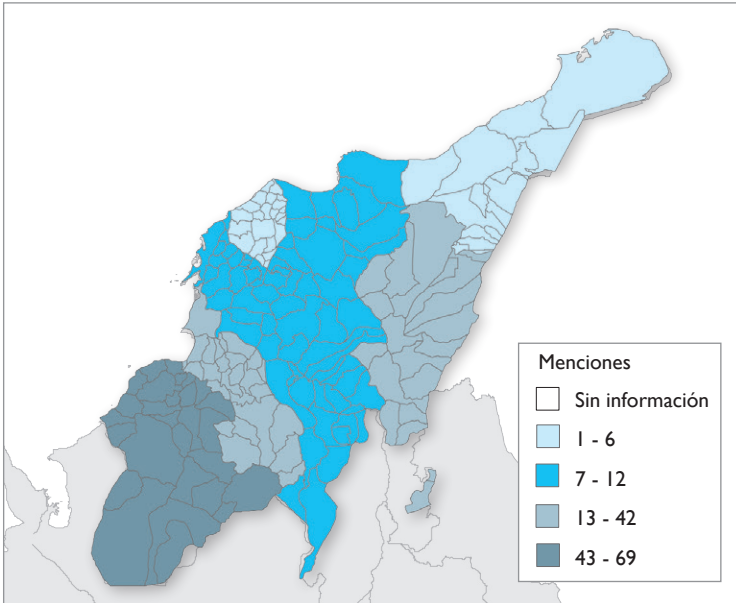 Menciones
Sin información
1 - 6
7 - 12
13 - 42
43 - 69